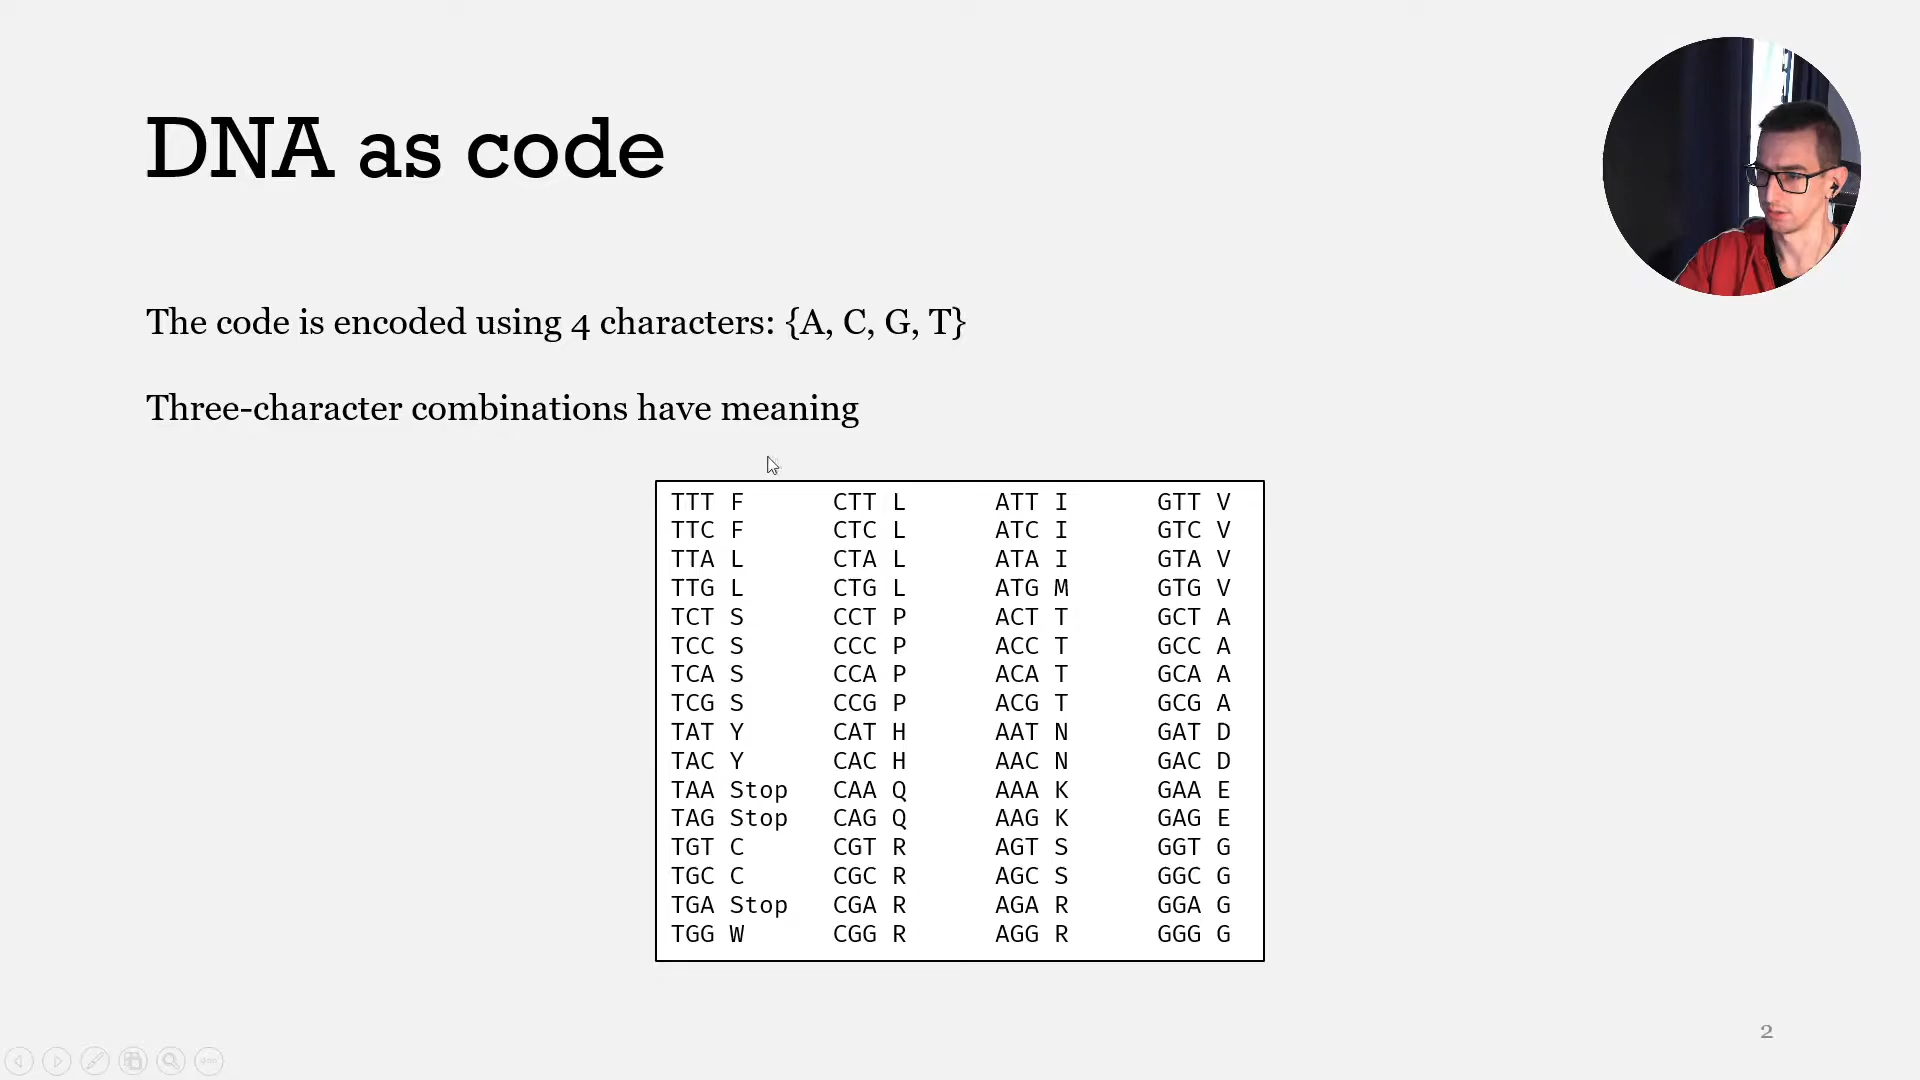 DNA as code
The code is encoded using 4 characters: {A, C, G, T}
Three-character combinations have meaning
TTT F CTT L ATT I GTT V
TTC F CTC L ATC I GTC V
TTA L CTA L ATA I GTA V
TTG L CTG L ATG M GTG V
TCT S CCT P ACT T GCT A
TCC S CCC P ACC T GCC A
TCA S CCA P ACA T GCA A
TCG S CCG P ACG T GCG A
TAT Y CAT H AAT N GAT D
TAC Y CAC H AAC N GAC D
TAA Stop CAA Q AAA K GAA E
TAG Stop CAG Q AAG K GAG E
TGT C CGT R AGT S GGT G
TGC C CGC R AGC S GGC G
TGA Stop CGA R AGA R GGA G
TGG W CGG R AGG R GGG G
2